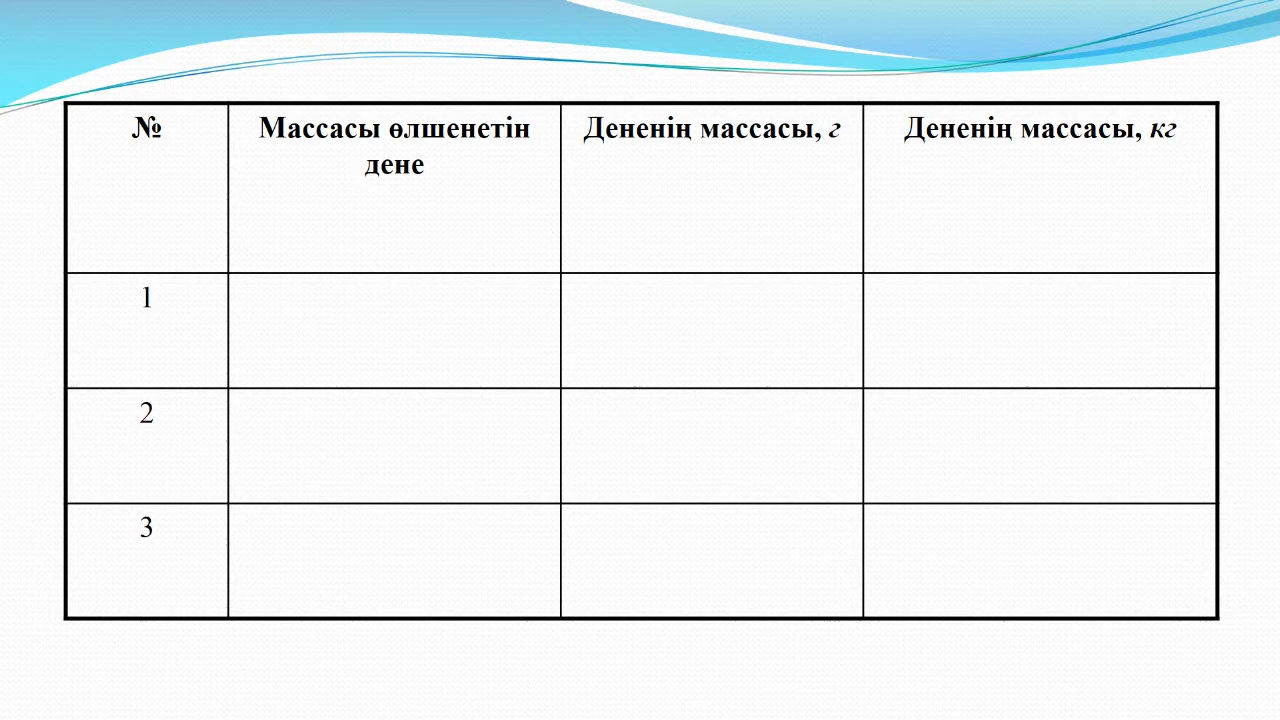 №
Массасы өлшенетін
дене
Дененің массасы, г
Дененің массасы, кг
1
2
3